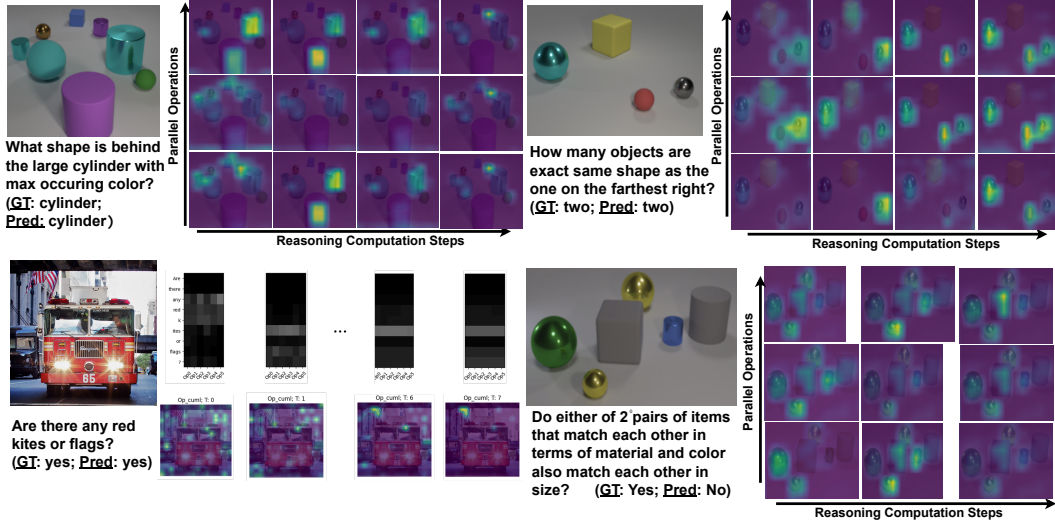 What shape is behind
the large cylinder with
max occuring color?
(GT: cylinder;
Pred: cylinder)
Parallel Operations
Reasoning Computation Steps
How many objects are
exact same shape as the
one on the farthest right?
(GT: two; Pred: two)
Parallel Operations
Reasoning Computation Steps
65
Are there any red
kites or flags?
(GT: yes; Pred: yes)
Are
there
any
red
k
ites
or
flags
?
...
Op_cuml; T: 0
Op_cuml; T: 1
Op_cuml; T: 6
Op_cuml; T: 7
Do either of 2 pairs of items
that match each other in
terms of material and color
also match each other in
size? (GT: Yes; Pred: No)
Parallel Operations
Reasoning Computation Steps